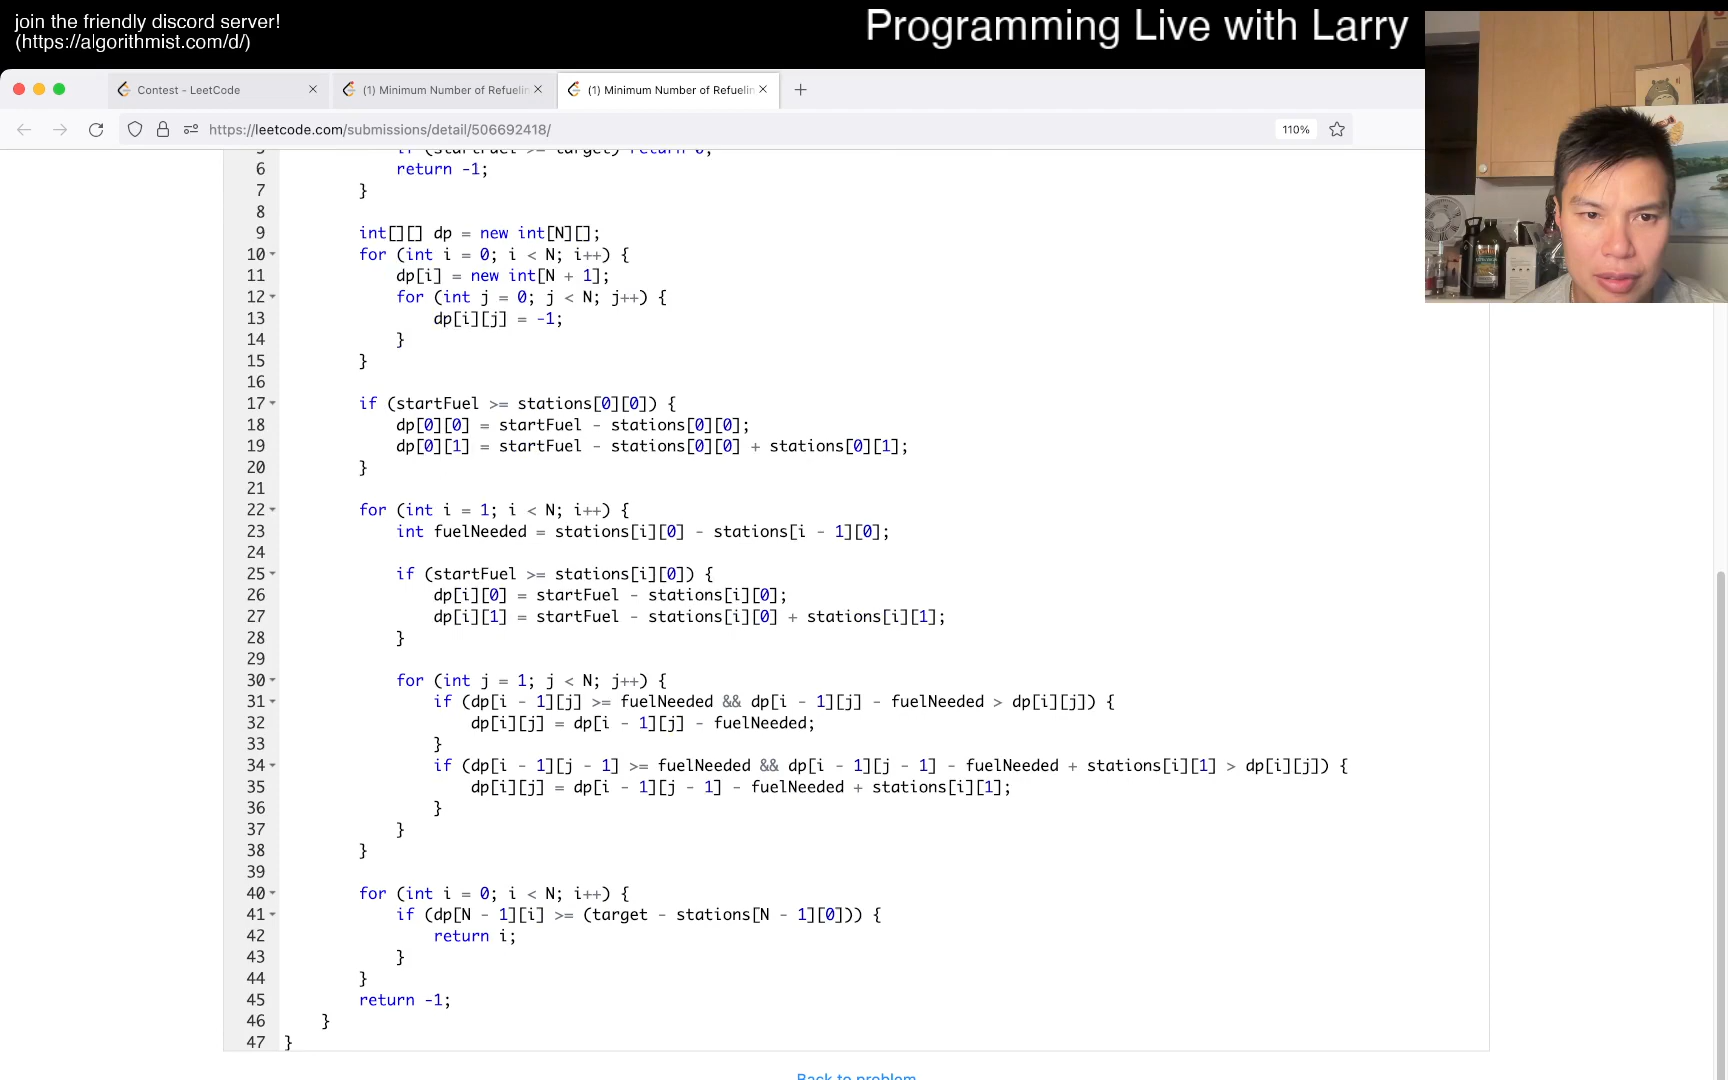 join the friendly discord server!
(https://algorithmist.com/d/)
Programming Live with Larry
Contest - LeetCode
(1) Minimum Number of Refuelin
(1) Minimum Number of Refuelin
https://leetcode.com/submissions/detail/506692418/
110%
5 if (startFuel >= target) return 0;
6 return -1;
7 }
8
9 int[][] dp = new int[N][];
10 for (int i = 0; i < N; i++) {
11 dp[i] = new int[N + 1];
12 for (int j = 0; j < N; j++) {
13 dp[i][j] = -1;
14 }
15 }
16
17 if (startFuel >= stations[0][0]) {
18 dp[0][0] = startFuel - stations[0][0];
19 dp[0][1] = startFuel - stations[0][0] + stations[0][1];
20 }
21
22 for (int i = 1; i < N; i++) {
23 int fuelNeeded = stations[i][0] - stations[i - 1][0];
24
25 if (startFuel >= stations[i][0]) {
26 dp[i][0] = startFuel - stations[i][0];
27 dp[i][1] = startFuel - stations[i][0] + stations[i][1];
28 }
29
30 for (int j = 1; j < N; j++) {
31 if (dp[i - 1][j] >= fuelNeeded && dp[i - 1][j] - fuelNeeded > dp[i][j]) {
32 dp[i][j] = dp[i - 1][j] - fuelNeeded;
33 }
34 if (dp[i - 1][j - 1] >= fuelNeeded && dp[i - 1][j - 1] - fuelNeeded + stations[i][1] > dp[i][j]) {
35 dp[i][j] = dp[i - 1][j - 1] - fuelNeeded + stations[i][1];
36 }
37 }
38 }
39
40 for (int i = 0; i < N; i++) {
41 if (dp[N - 1][i] >= (target - stations[N - 1][0])) {
42 return i;
43 }
44 }
45 return -1;
46 }
47 }
Back to problem